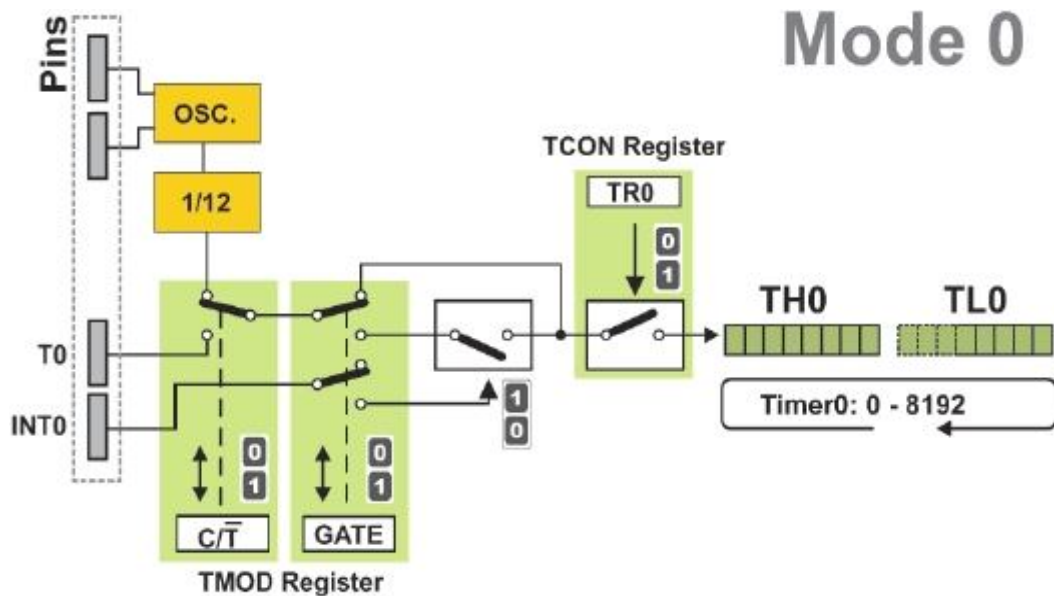 Mode 0
Pins
OSC.
1/12
TCON Register
TR0
0
1
TH0 TL0
T0
INT0
1
0
Timer0: 0 - 8192
0
1
0
1
C/T̅
GATE
TMOD Register